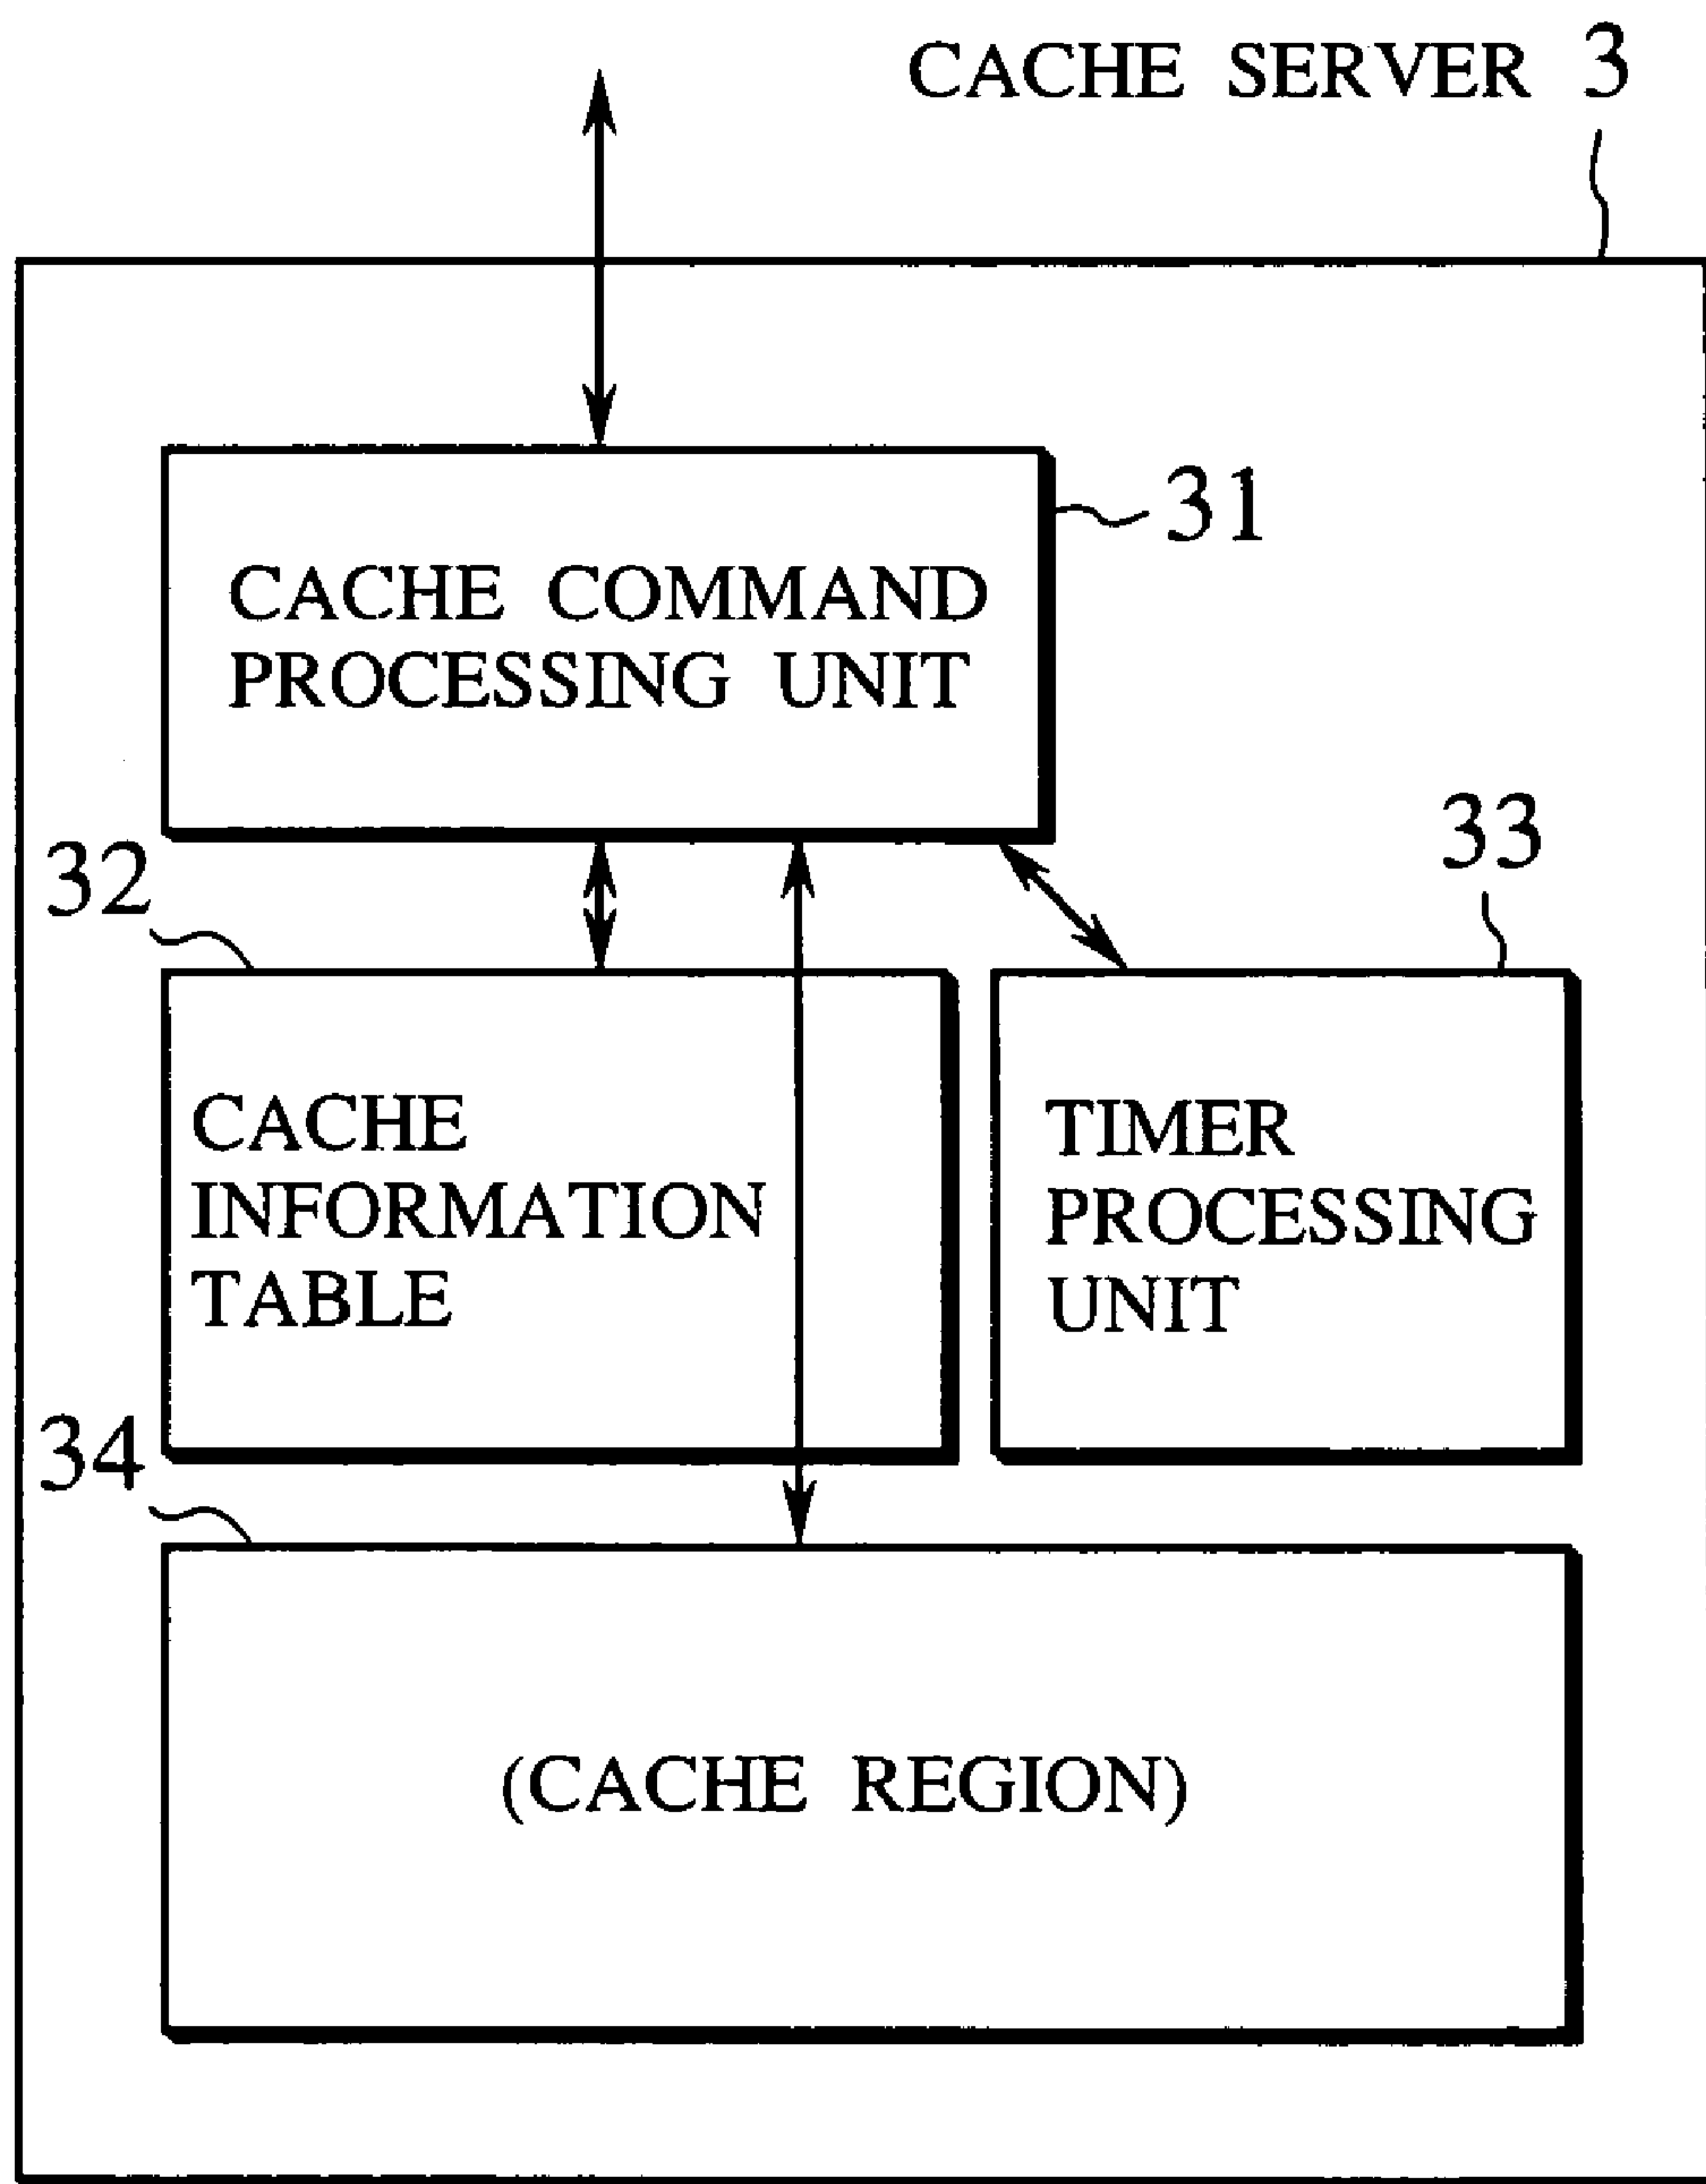 CACHE SERVER 3
31
CACHE COMMAND
PROCESSING UNIT
32
33
CACHE
INFORMATION
TABLE
TIMER
PROCESSING
UNIT
34
(CACHE REGION)